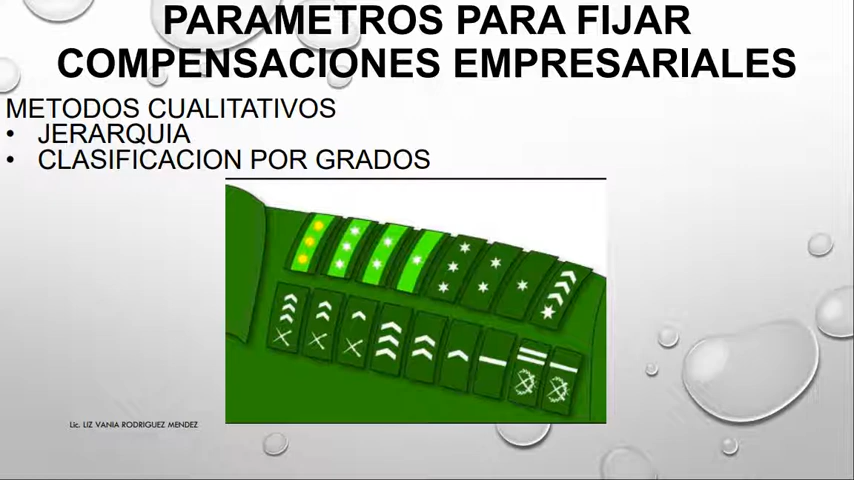 PARAMETROS PARA FIJAR
COMPENSACIONES EMPRESARIALES
METODOS CUALITATIVOS
• JERARQUIA
• CLASIFICACION POR GRADOS
Lic. LIZ VANIA RODRIGUEZ MENDEZ